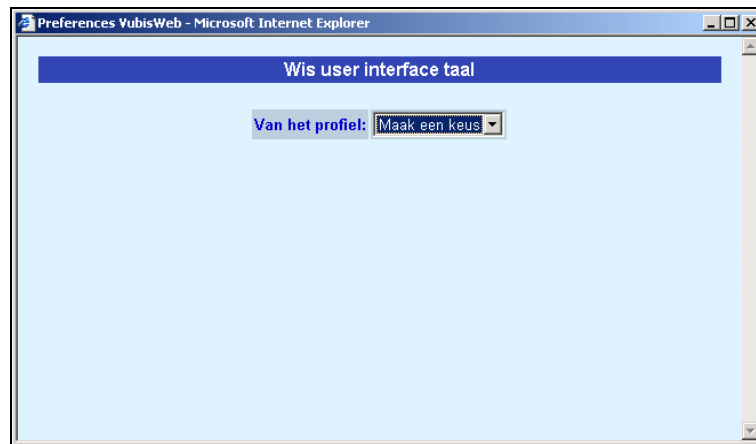 Preferences VubisWeb - Microsoft Internet Explorer
Wis user interface taal
Van het profiel: Maak een keus